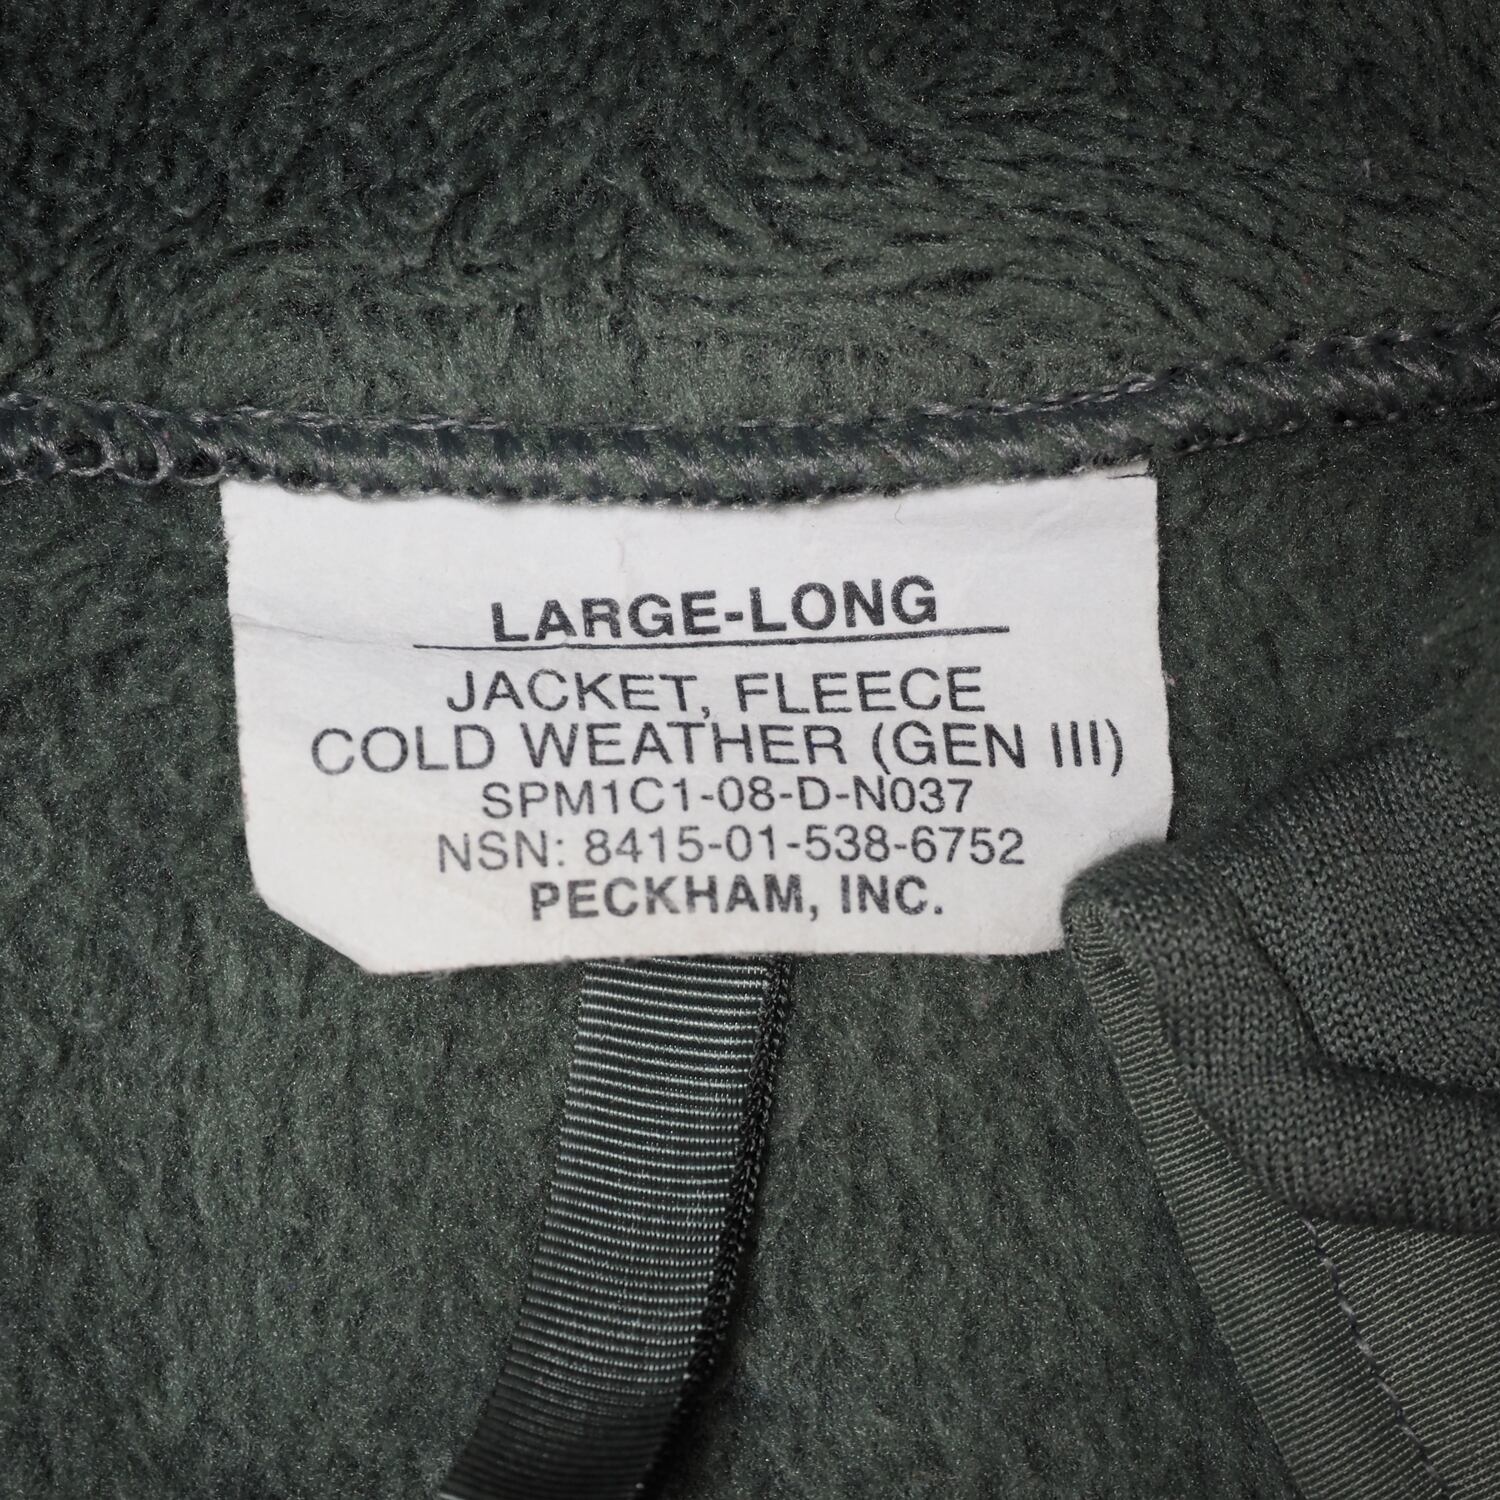 LARGE-LONG
JACKET, FLEECE
COLD WEATHER (GEN III)
SPM1C1-08-D-N037
NSN: 8415-01-538-6752
PECKHAM, INC.